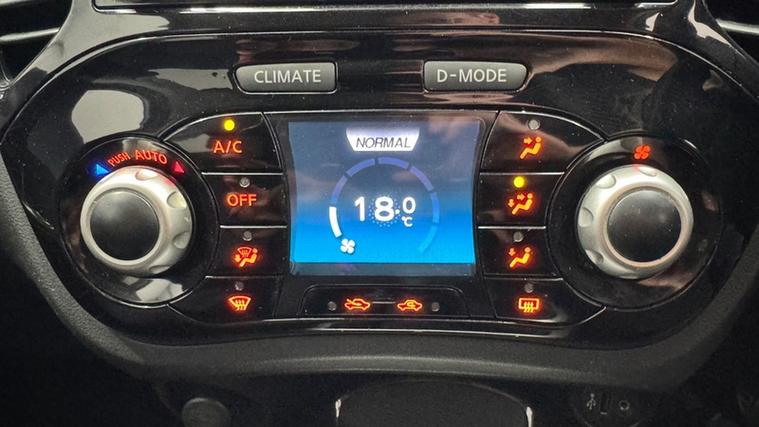 CLIMATE
D-MODE
A/C
PUSH AUTO
NORMAL
OFF
18.0
°C